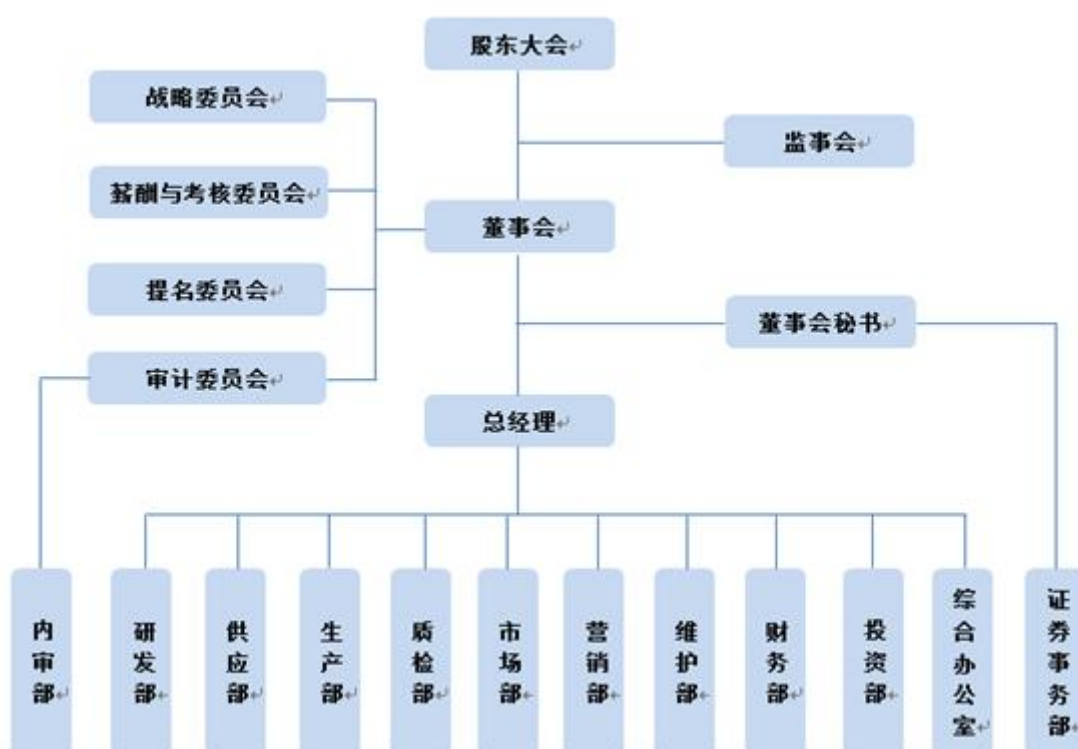 股东大会
战略委员会
监事会
薪酬与考核委员会
董事会
提名委员会
董事会秘书
审计委员会
总经理
内审部
研发部
供应部
生产部
质检部
市场部
营销部
维护部
财务部
投资部
综合办公室
证券事务部